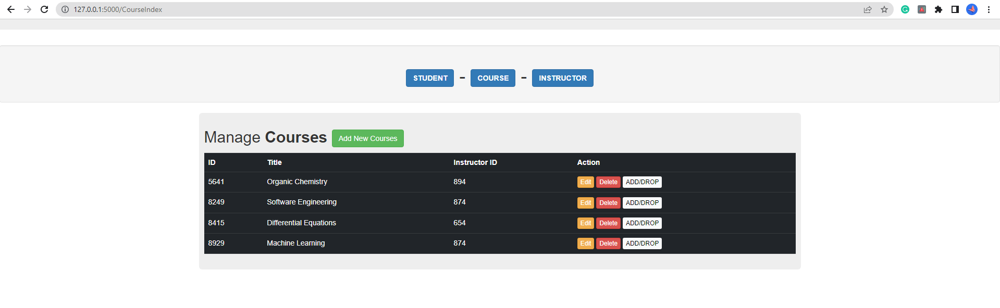 127.0.0.1:5000/CourseIndex
STUDENT - COURSE - INSTRUCTOR
Manage Courses Add New Courses
ID Title Instructor ID Action
5641 Organic Chemistry 894 Edit Delete ADD/DROP
8249 Software Engineering 874 Edit Delete ADD/DROP
8415 Differential Equations 654 Edit Delete ADD/DROP
8929 Machine Learning 874 Edit Delete ADD/DROP